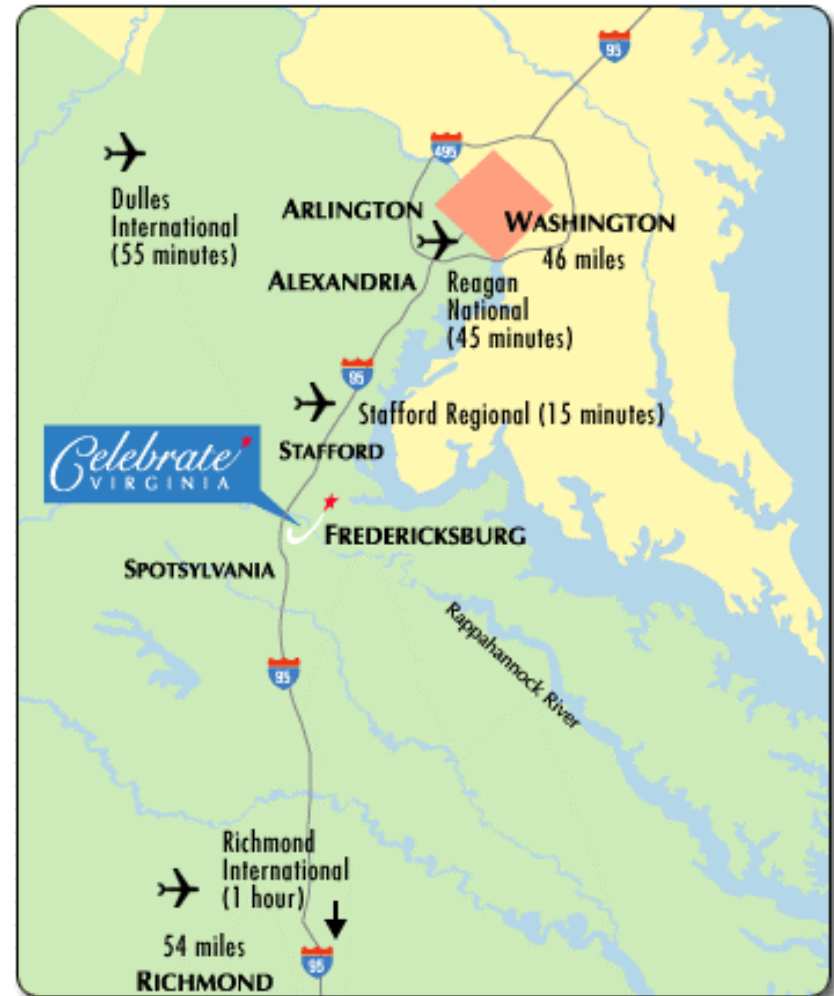 95
495
Dulles
International
(55 minutes)
ARLINGTON
WASHINGTON
46 miles
ALEXANDRIA
Reagan
National
(45 minutes)
95
Stafford Regional (15 minutes)
STAFFORD
Celebrate
VIRGINIA
FREDERICKSBURG
SPOTSYLVANIA
Rappahannock River
95
Richmond
International
(1 hour)
54 miles
RICHMOND
95